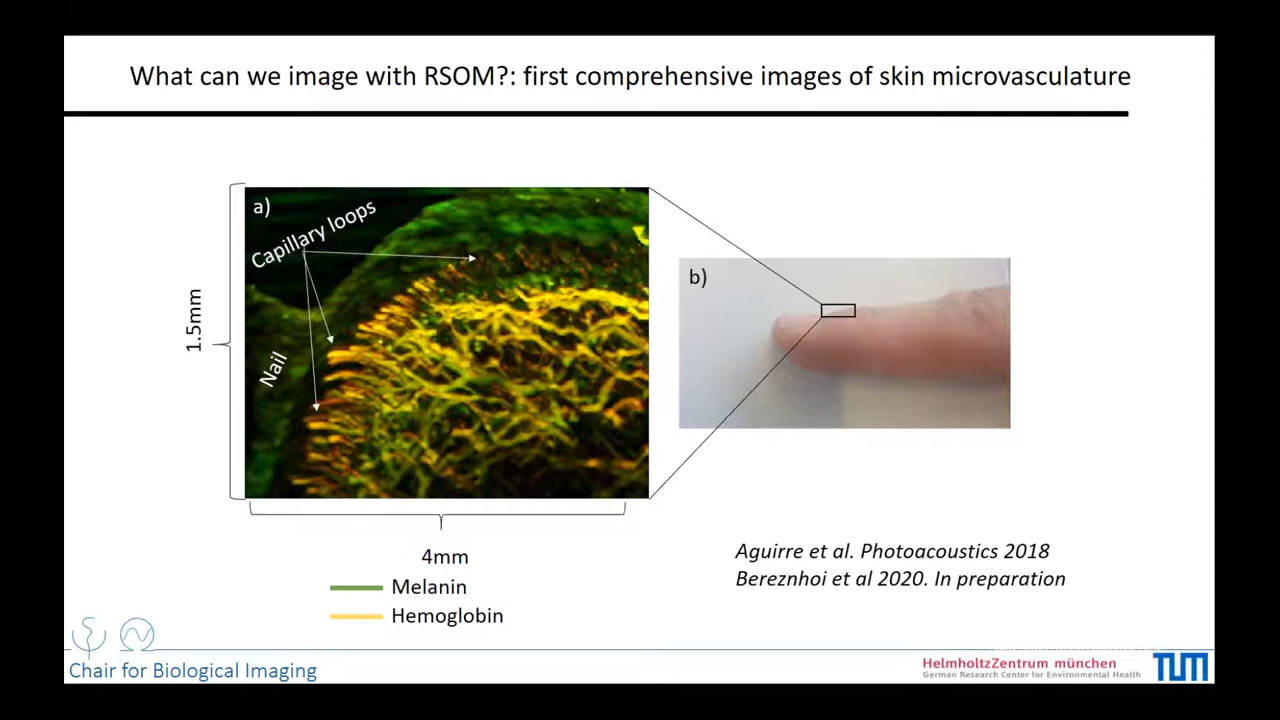 What can we image with RSOM?: first comprehensive images of skin microvasculature
a)
Capillary loops
Nail
1.5mm
4mm
Melanin
Hemoglobin
b)
Aguirre et al. Photoacoustics 2018
Bereznhoi et al 2020. In preparation
Chair for Biological Imaging
HelmholtzZentrum münchen
German Research Center for Environmental Health
TUM